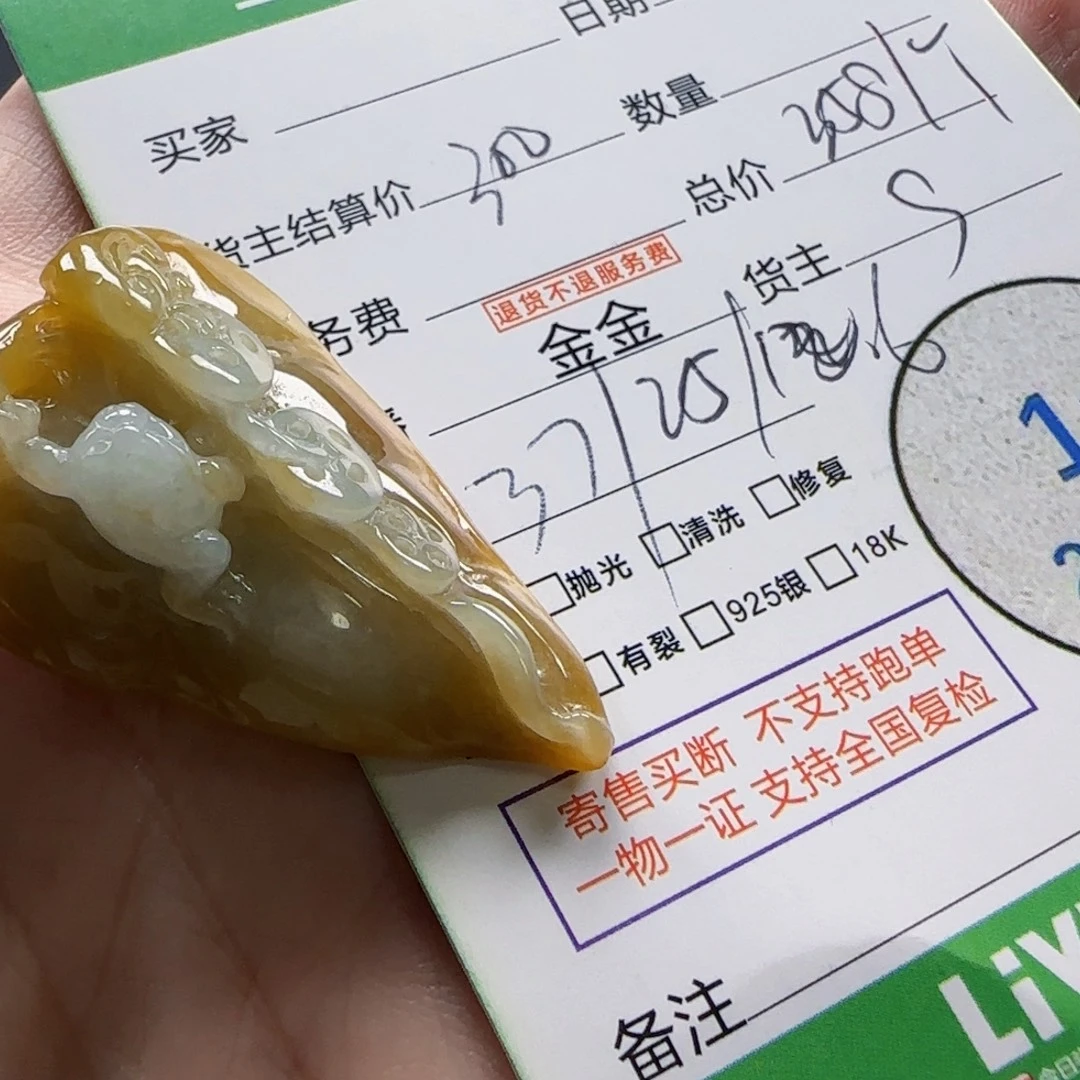 日期
买家
数量
货主结算价 300
总价 358/
务费
退货不退服务费
货主
金金
37/25/
抛光 清洗 修复
有裂 925银 18K
寄售买断 不支持跑单
一物一证 支持全国复检
备注